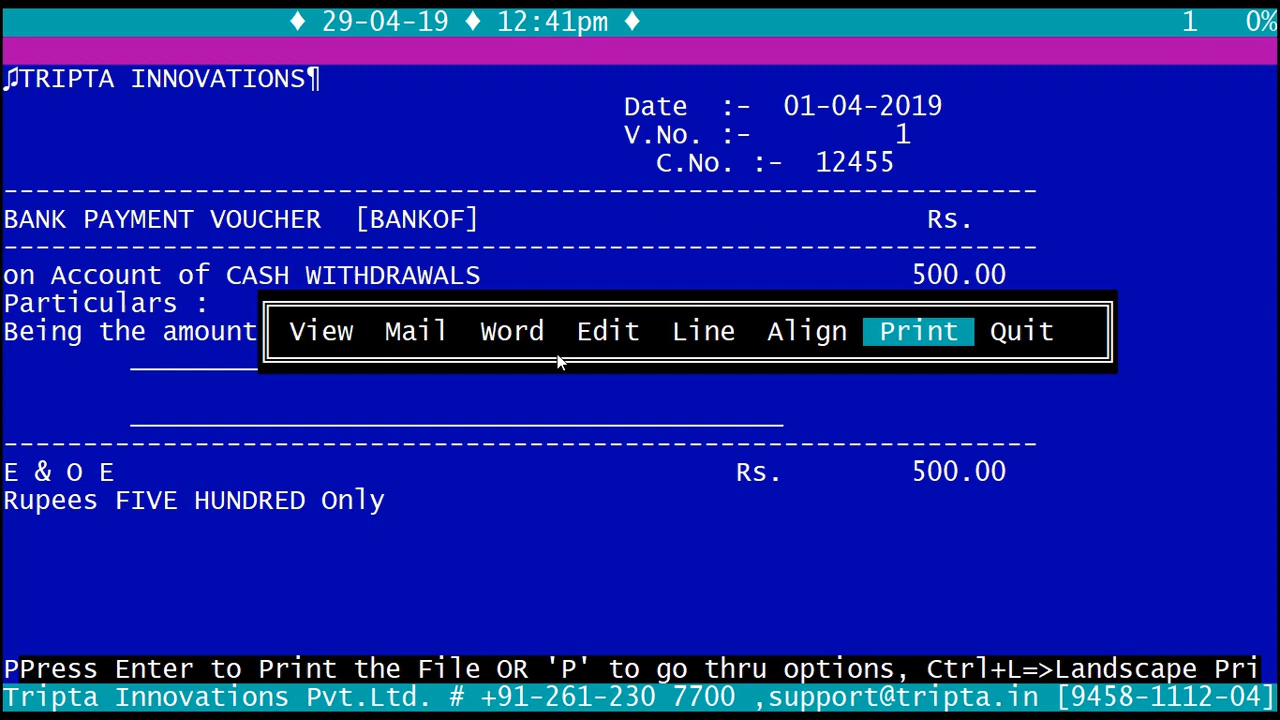 ♦ 29-04-19 ♦ 12:41pm ♦ 1 0%
♫TRIPTA INNOVATIONS¶
Date :- 01-04-2019
V.No. :- 1
C.No. :- 12455
-----------------------------------------------------------------
BANK PAYMENT VOUCHER [BANKOF] Rs.
-----------------------------------------------------------------
on Account of CASH WITHDRAWALS 500.00
Particulars :
Being the amount
View Mail Word Edit Line Align Print Quit
-----------------------------------------------------------------
E & O E Rs. 500.00
Rupees FIVE HUNDRED Only
PPress Enter to Print the File OR 'P' to go thru options, Ctrl+L=>Landscape Pri
Tripta Innovations Pvt.Ltd. # +91-261-230 7700 ,support@tripta.in [9458-1112-04]